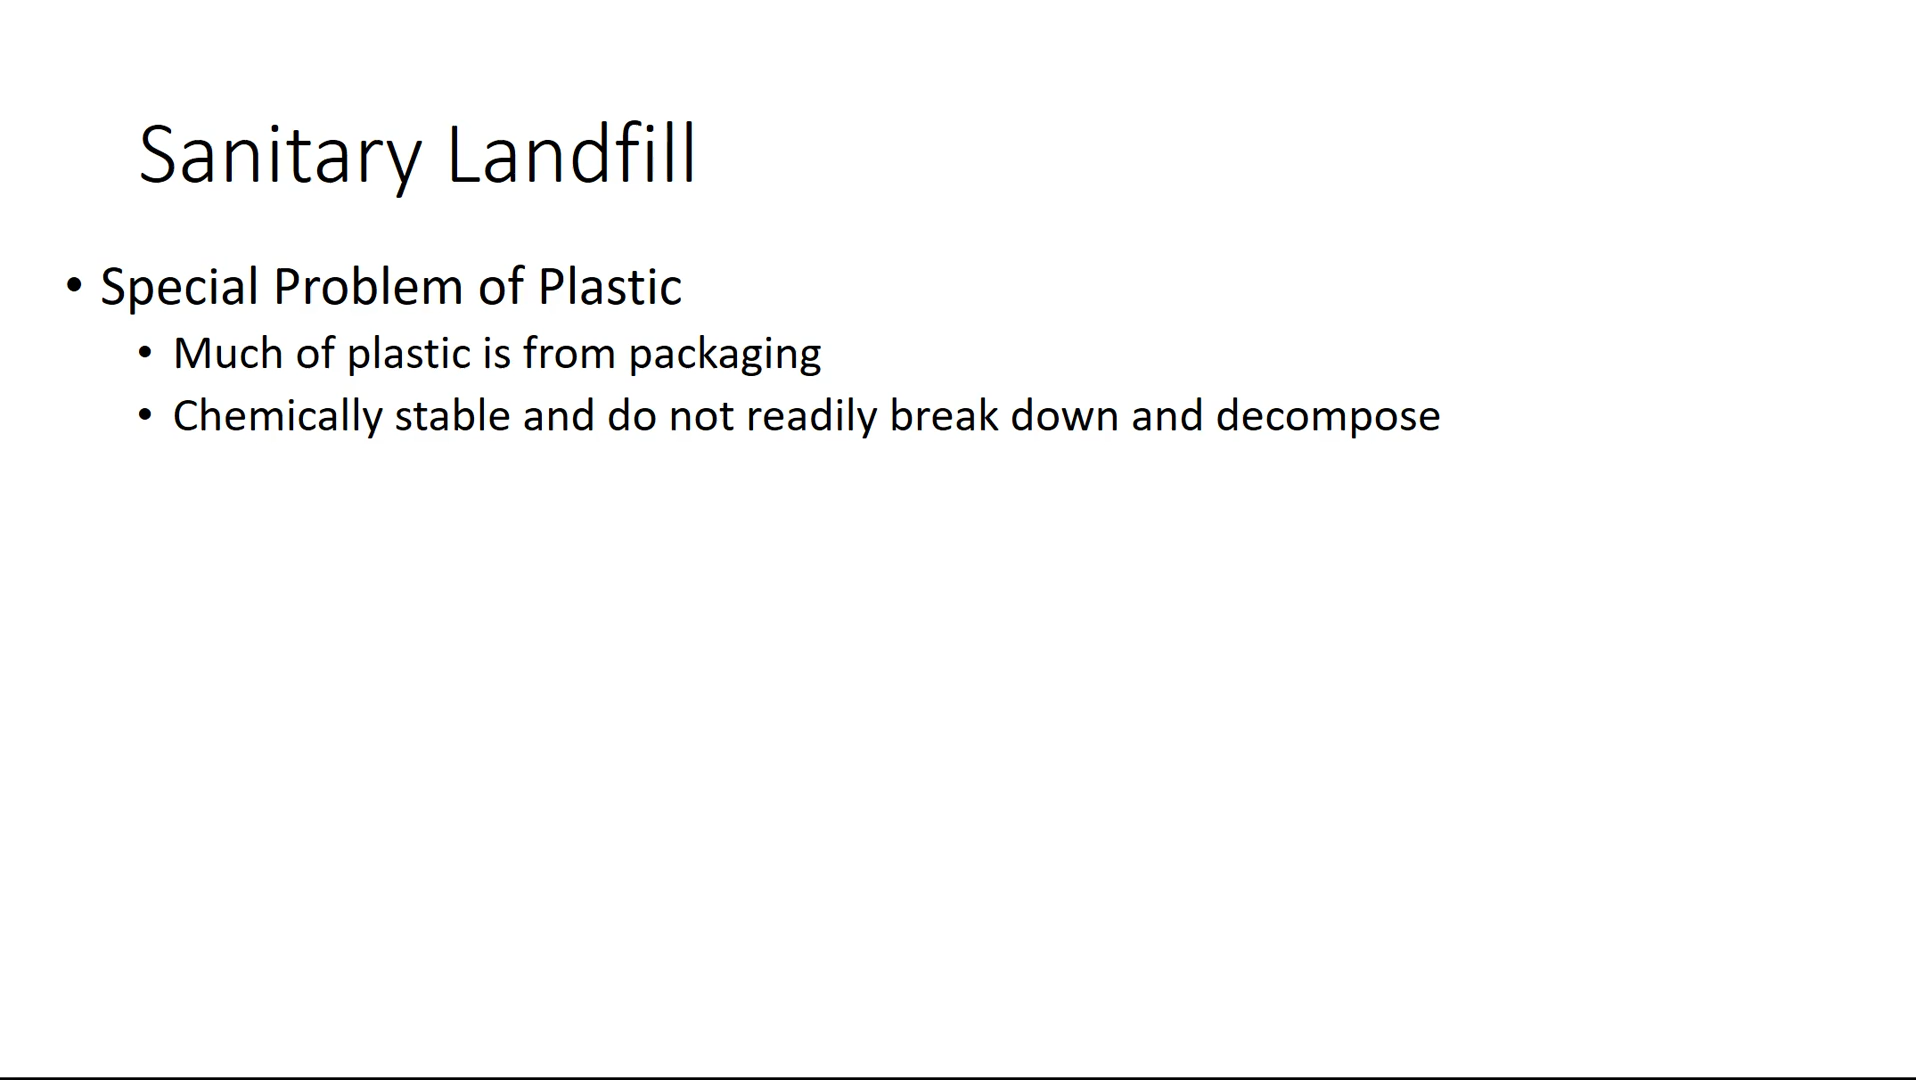 Sanitary Landfill
• Special Problem of Plastic
• Much of plastic is from packaging
• Chemically stable and do not readily break down and decompose